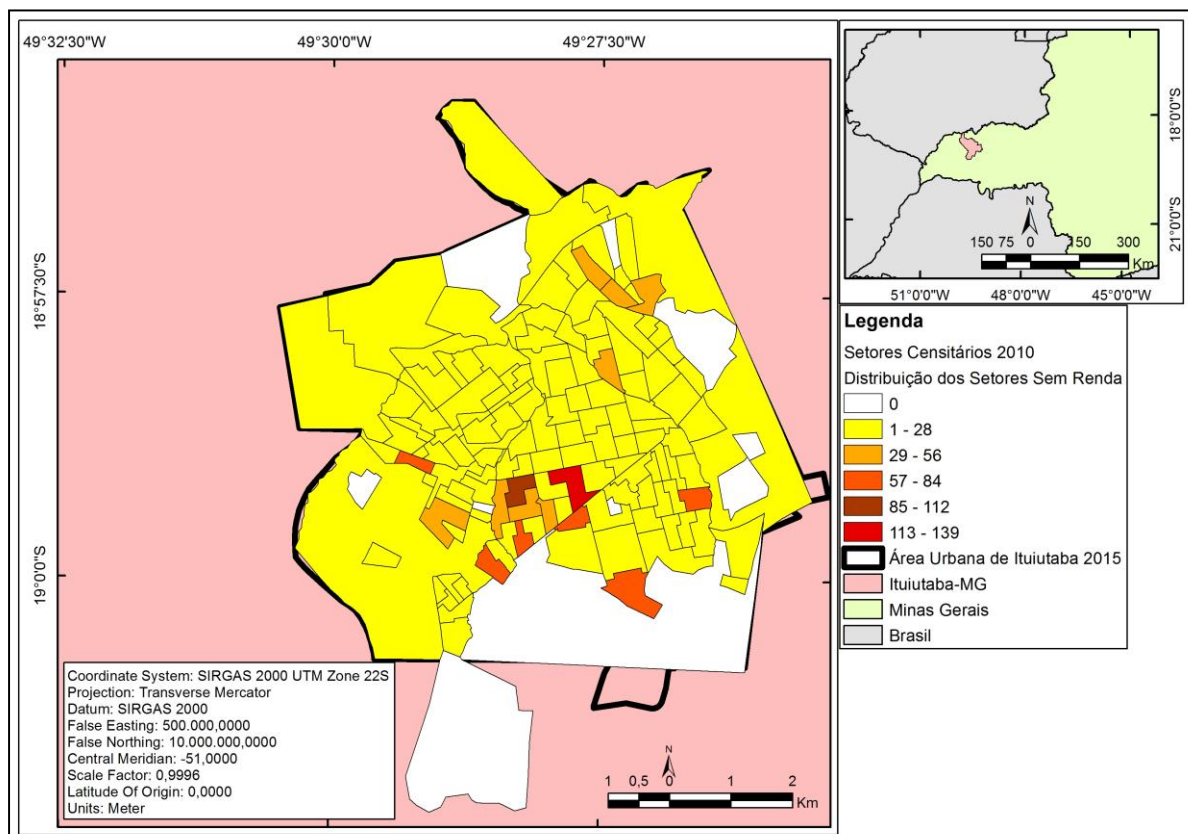 49°32'30"W
49°30'0"W
49°27'30"W
18°57'30"S
19°0'0"S
Coordinate System: SIRGAS 2000 UTM Zone 22S
Projection: Transverse Mercator
Datum: SIRGAS 2000
False Easting: 500.000,0000
False Northing: 10.000.000,0000
Central Meridian: -51,0000
Scale Factor: 0,9996
Latitude Of Origin: 0,0000
Units: Meter
N
1 0,5 0 1 2
Km
18°0'0"S
21°0'0"S
N
150 75 0 150 300
Km
51°0'0"W
48°0'0"W
45°0'0"W
Legenda
Setores Censitários 2010
Distribuição dos Setores Sem Renda
0
1 - 28
29 - 56
57 - 84
85 - 112
113 - 139
Área Urbana de Ituiutaba 2015
Ituiutaba-MG
Minas Gerais
Brasil